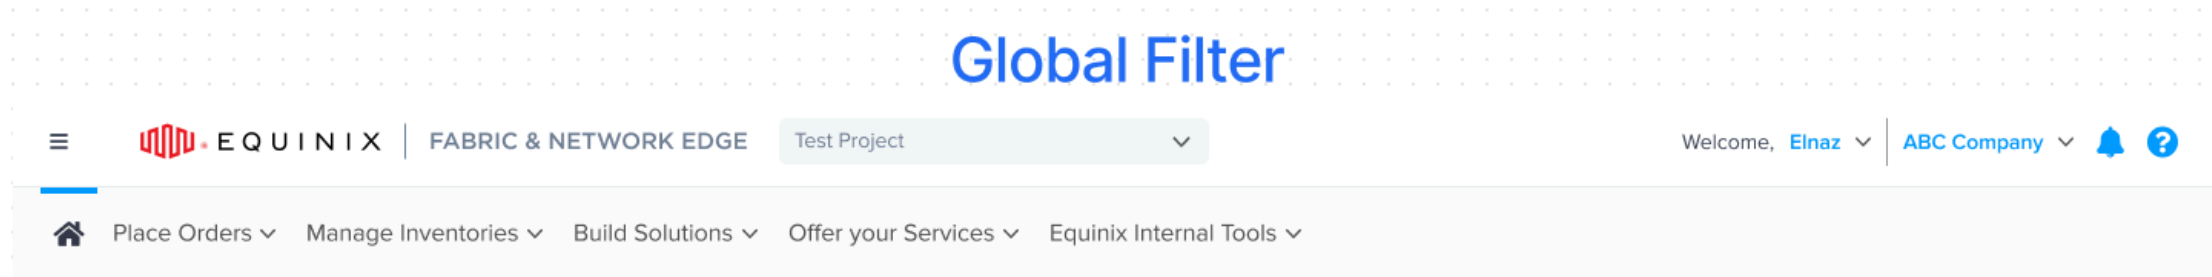 Global Filter
EQUINIX FABRIC & NETWORK EDGE Test Project Welcome, Elnaz ABC Company ?
Place Orders Manage Inventories Build Solutions Offer your Services Equinix Internal Tools